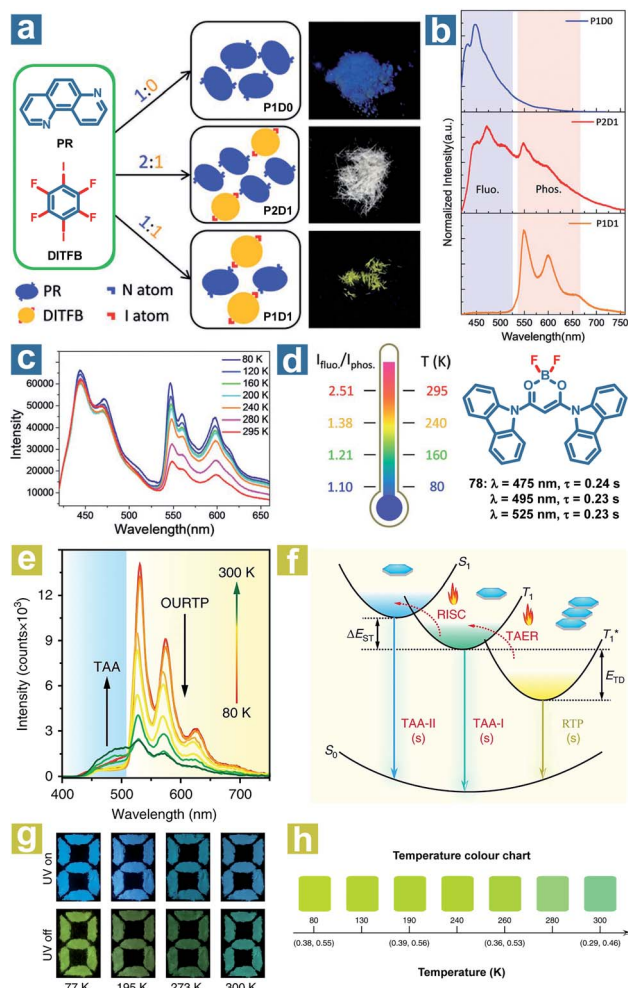 a
N
N
PR
I
F
F
F
F
I
DITFB
1:0
2:1
1:1
P1D0
P2D1
P1D1
PR
N atom
DITFB
I atom
b
Normalized Intensity(a.u.)
P1D0
P2D1
Fluo.
Phos.
P1D1
450 500 550 600 650 700 750
Wavelength(nm)
c
Intensity
60000
50000
40000
30000
20000
10000
80 K
120 K
160 K
200 K
240 K
280 K
295 K
450 500 550 600 650
Wavelength(nm)
d
Ifluo./Iphos. T (K)
2.51 295
1.38 240
1.21 160
1.10 80
F F
B
O O
N N
78: λ = 475 nm, τ = 0.24 s
λ = 495 nm, τ = 0.23 s
λ = 525 nm, τ = 0.23 s
e
Intensity (counts×10³)
12
9
6
3
0
TAA
OURTP
300 K
80 K
400 500 600 700
Wavelength (nm)
f
S1
T1
T1*
RISC
TAER
ΔEST
ETD
TAA-II
(s)
TAA-I
(s)
RTP
(s)
S0
g
UV on
UV off
77 K 195 K 273 K 300 K
h
Temperature colour chart
80 130 190 240 260 280 300
(0.38, 0.55) (0.39, 0.56) (0.36, 0.53) (0.29, 0.46)
Temperature (K)